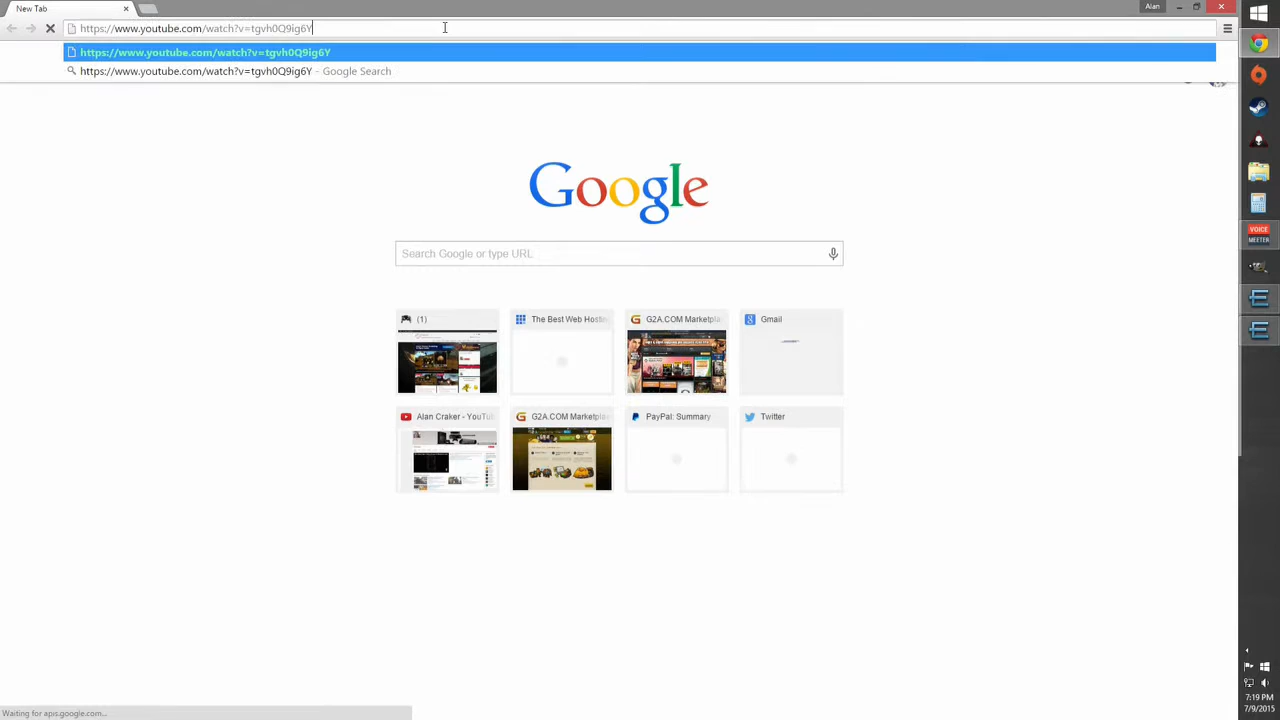 New Tab
Alan
https://www.youtube.com/watch?v=tgvh0Q9ig6Y
https://www.youtube.com/watch?v=tgvh0Q9ig6Y
https://www.youtube.com/watch?v=tgvh0Q9ig6Y - Google Search
Google
Search Google or type URL
(1)
The Best Web Hostin
G2A.COM Marketpla
Gmail
Alan Craker - YouTub
G2A.COM Marketpla
PayPal: Summary
Twitter
VOICE
MEETER
Waiting for apis.google.com...
7:19 PM
7/9/2015